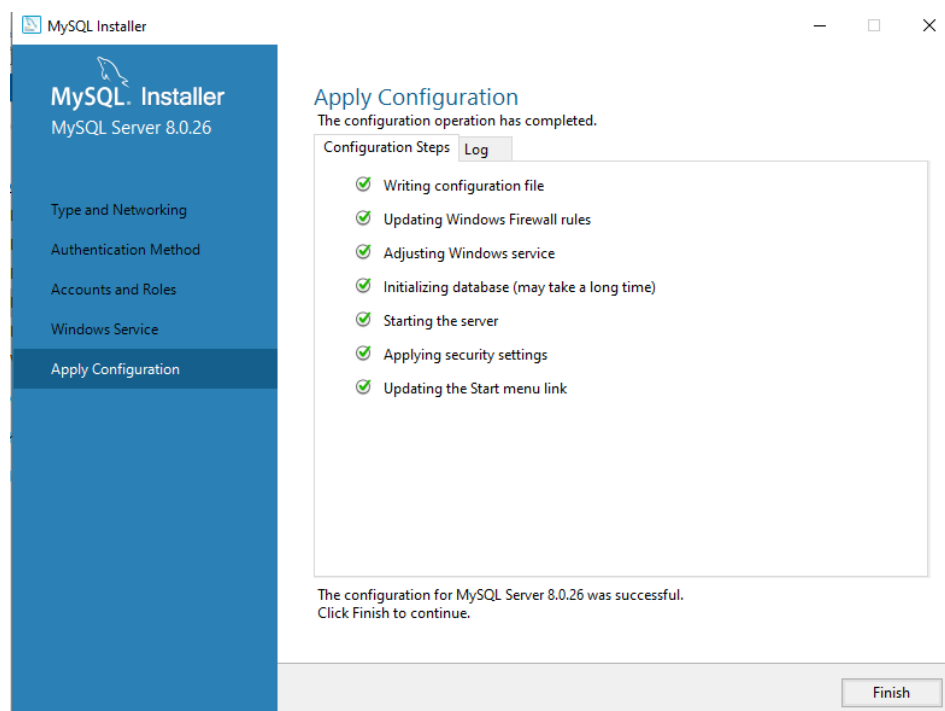 MySQL Installer
MySQL. Installer
MySQL Server 8.0.26
Type and Networking
Authentication Method
Accounts and Roles
Windows Service
Apply Configuration
Apply Configuration
The configuration operation has completed.
Configuration Steps
Log
Writing configuration file
Updating Windows Firewall rules
Adjusting Windows service
Initializing database (may take a long time)
Starting the server
Applying security settings
Updating the Start menu link
The configuration for MySQL Server 8.0.26 was successful.
Click Finish to continue.
Finish